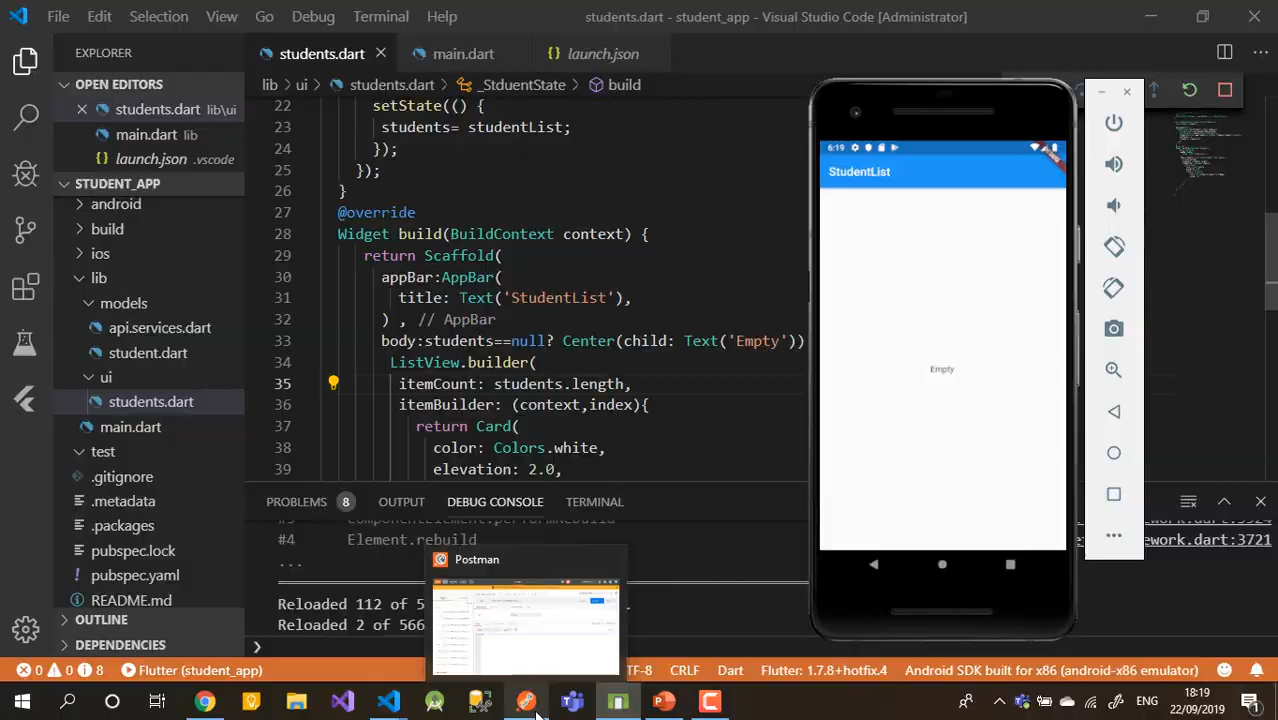 File Edit Selection View Go Debug Terminal Help
students.dart - student_app - Visual Studio Code [Administrator]
EXPLORER
students.dart main.dart launch.json
OPEN EDITORS
lib ui students.dart _StduentState build
students.dart lib\ui
main.dart lib
launch.json .vscode
STUDENT_APP
android
build
ios
lib
models
api.services.dart
student.dart
ui
students.dart
main.dart
test
.gitignore
.metadata
.packages
pubspec.lock
pubspec.yaml
README.md
DEPENDENCIES
22 setState(() {
23 students= studentList;
24 });
25 });
26 }
27 @override
28 Widget build(BuildContext context) {
29 return Scaffold(
30 appBar:AppBar(
31 title: Text('StudentList'),
32 ) , // AppBar
33 body:students==null? Center(child: Text('Empty'))
34 ListView.builder(
35 itemCount: students.length,
36 itemBuilder: (context,index){
37 return Card(
38 color: Colors.white,
39 elevation: 2.0,
PROBLEMS 8 OUTPUT DEBUG CONSOLE TERMINAL
#4 Element.rebuild
work.dart:3721
...
Reloaded 2 of 566
Postman
6:19
StudentList
Empty
0 0 8 Flutter (student_app)
TF-8 CRLF Dart Flutter: 1.7.8+hotfix.4 Android SDK built for x86 (android-x86 emulator)
ENG
18:19
22/09/2019